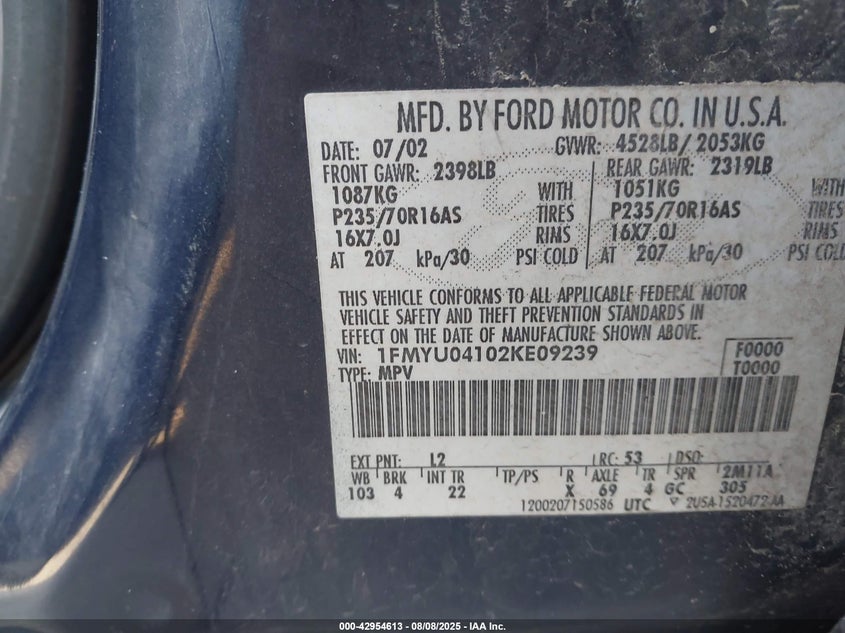 MFD. BY FORD MOTOR CO. IN U.S.A.
DATE: 07/02 GVWR: 4528LB/ 2053KG
FRONT GAWR: 2398LB REAR GAWR: 2319LB
1087KG WITH 1051KG WITH
P235/70R16AS TIRES P235/70R16AS TIRES
16X7.0J RIMS 16X7.0J RIMS
AT 207 kPa/30 PSI COLD AT 207 kPa/30 PSI COLD
THIS VEHICLE CONFORMS TO ALL APPLICABLE FEDERAL MOTOR
VEHICLE SAFETY AND THEFT PREVENTION STANDARDS IN
EFFECT ON THE DATE OF MANUFACTURE SHOWN ABOVE.
VIN: 1FMYU04102KE09239 F0000
TYPE: MPV T0000
EXT PNT: L2 RC: 53 DSO:
WB BRK INT TR TP/PS R AXLE TR SPR 2M11A
103 4 22 X 69 4 GC 305
1200207150586 UTC 2U5A-1520472-AA
000-42954613 - 08/08/2025 - IAA Inc.